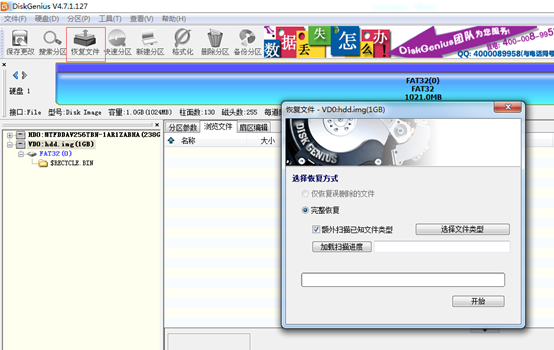 DiskGenius V4.7.1.127
文件(F) 硬盘(D) 分区(P) 工具(T) 查看(V) 帮助(H)
保存更改 搜索分区 恢复文件 快速分区 新建分区 格式化 删除分区 备份分区
数据丢失怎么办!
DiskGenius团队为您服务!
QQ: 4000089958(与电话同号)
硬盘 1
FAT32(0)
FAT32
1021.0MB
接口:File 型号:Disk Image 容量:1.0GB(1024MB) 柱面数:130 磁头数:255
HD0:NTFBDAV256TBN-1AR1ZABHA(238G
VD0:hdd.img(1GB)
FAT32(0)
$RECYCLE.BIN
分区参数 浏览文件 扇区编辑
名称 大小
恢复文件 - VD0:hdd.img(1GB)
DISK GENIUS
选择恢复方式
仅恢复误删除的文件
完整恢复
额外扫描已知文件类型
选择文件类型
加载扫描进度
开始